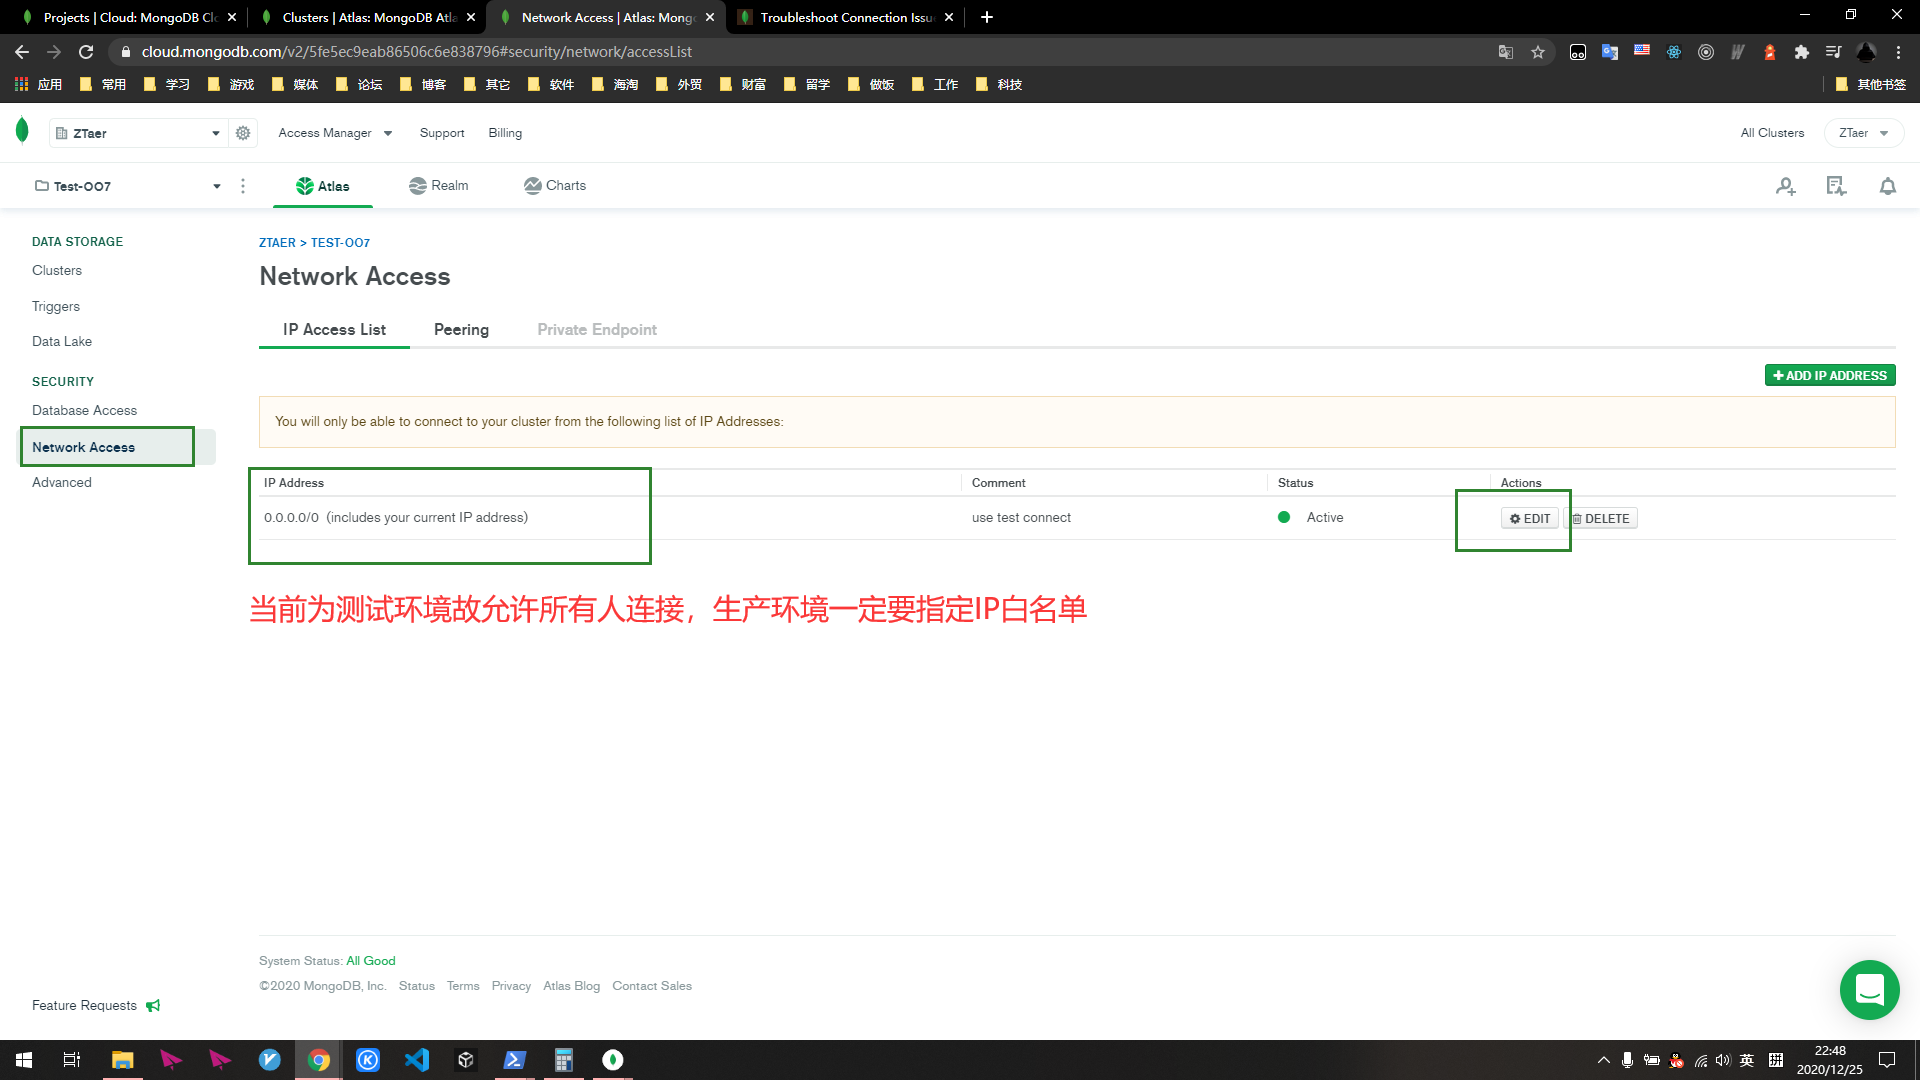 Projects | Cloud: MongoDB Cl
Clusters | Atlas: MongoDB Atla
Network Access | Atlas: Mong
Troubleshoot Connection Issu
cloud.mongodb.com/v2/5fe5ec9eab86506c6e838796#security/network/accessList
应用 常用 学习 游戏 媒体 论坛 博客 其它 软件 海淘 外贸 财富 留学 做饭 工作 科技 其他书签
ZTaer Access Manager Support Billing All Clusters ZTaer
Test-007 Atlas Realm Charts
DATA STORAGE
Clusters
Triggers
Data Lake
SECURITY
Database Access
Network Access
Advanced
ZTAER > TEST-007
Network Access
IP Access List Peering Private Endpoint
ADD IP ADDRESS
You will only be able to connect to your cluster from the following list of IP Addresses:
IP Address Comment Status Actions
0.0.0.0/0 (includes your current IP address) use test connect Active EDIT DELETE
当前为测试环境故允许所有人连接，生产环境一定要指定IP白名单
System Status: All Good
©2020 MongoDB, Inc. Status Terms Privacy Atlas Blog Contact Sales
Feature Requests
英 拼
22:48
2020/12/25